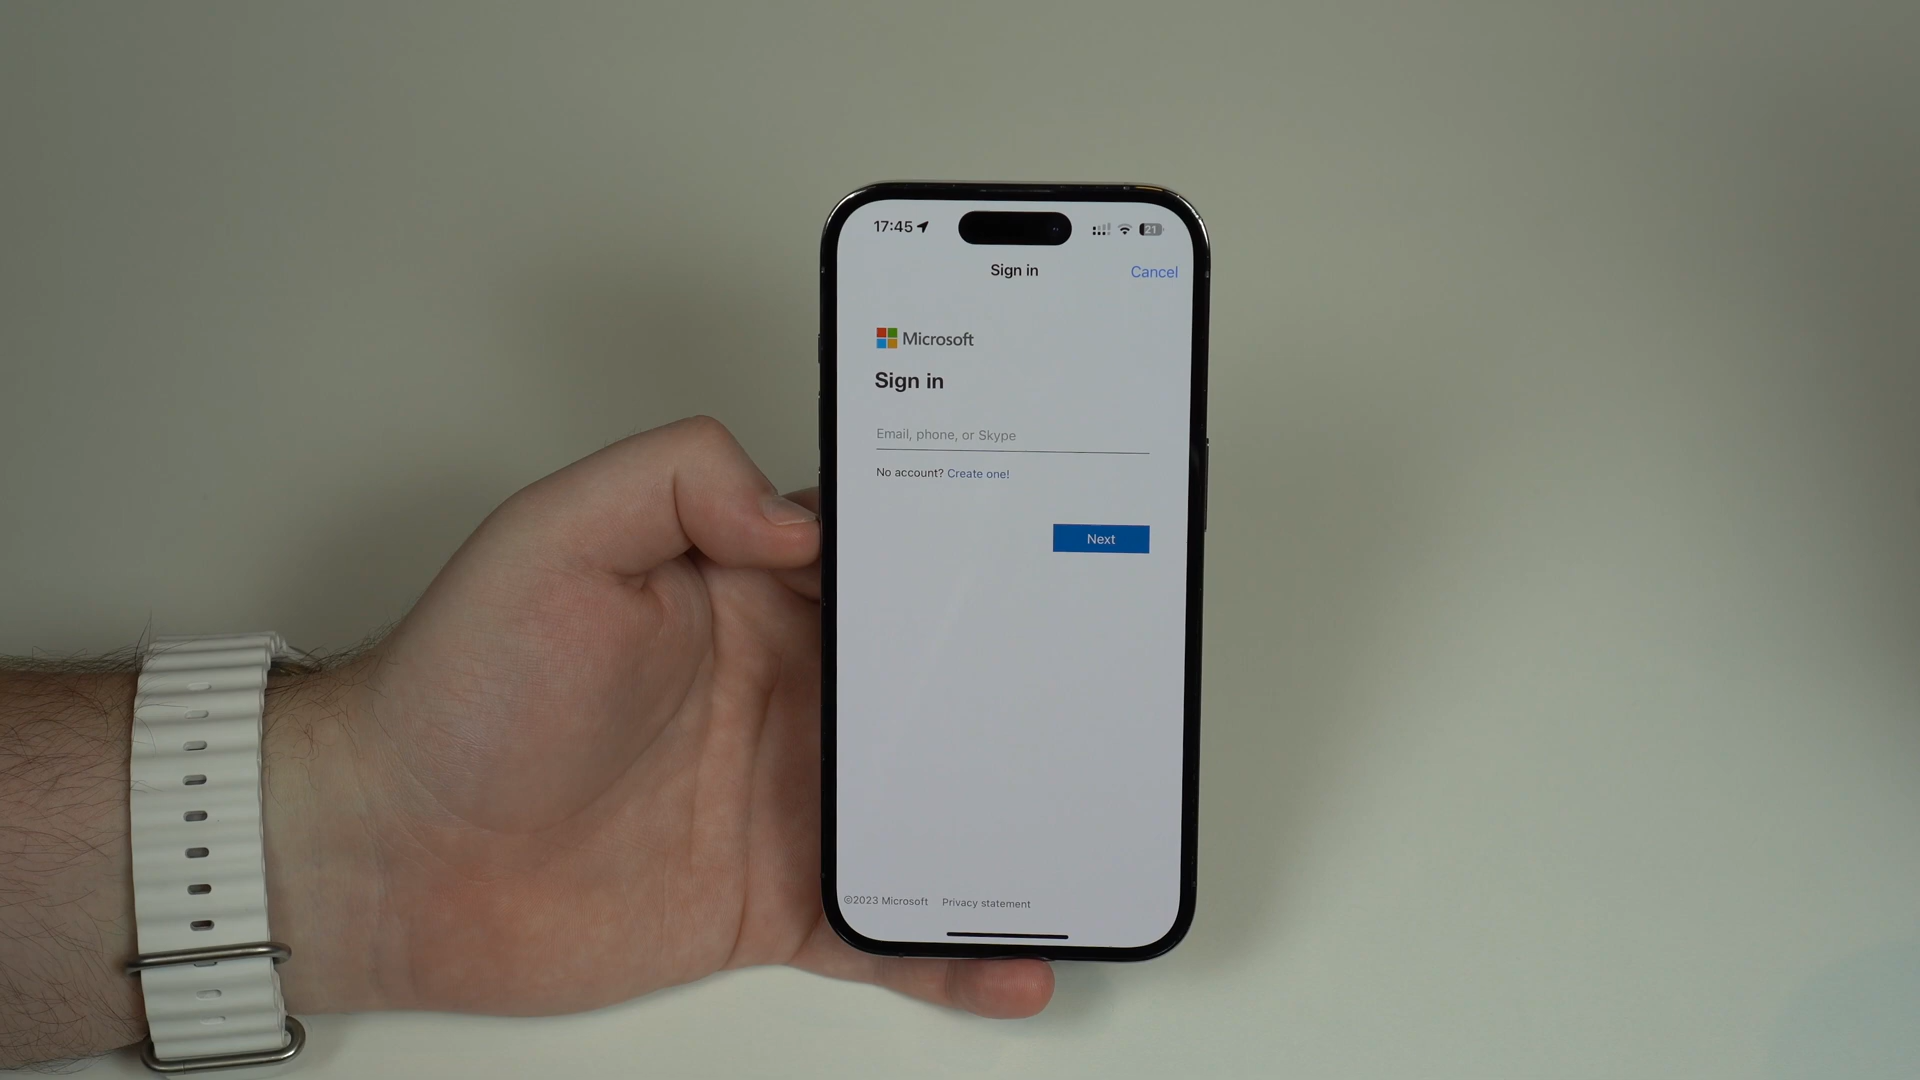 17:45
21
Sign in
Cancel
Microsoft
Sign in
Email, phone, or Skype
No account? Create one!
Next
©2023 Microsoft Privacy statement